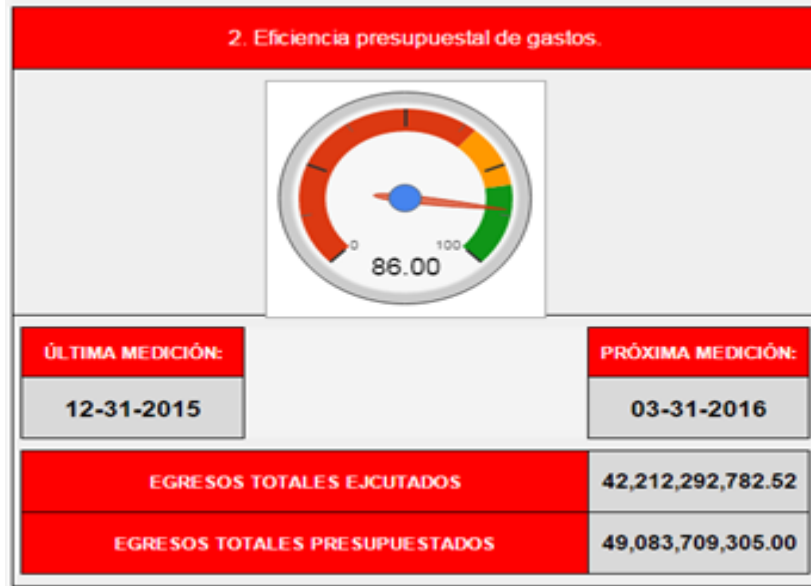 2. Eficiencia presupuestal de gastos.
0 100
86.00
ÚLTIMA MEDICIÓN: PRÓXIMA MEDICIÓN:
12-31-2015 03-31-2016
EGRESOS TOTALES EJCUTADOS 42,212,292,782.52
EGRESOS TOTALES PRESUPUESTADOS 49,083,709,305.00